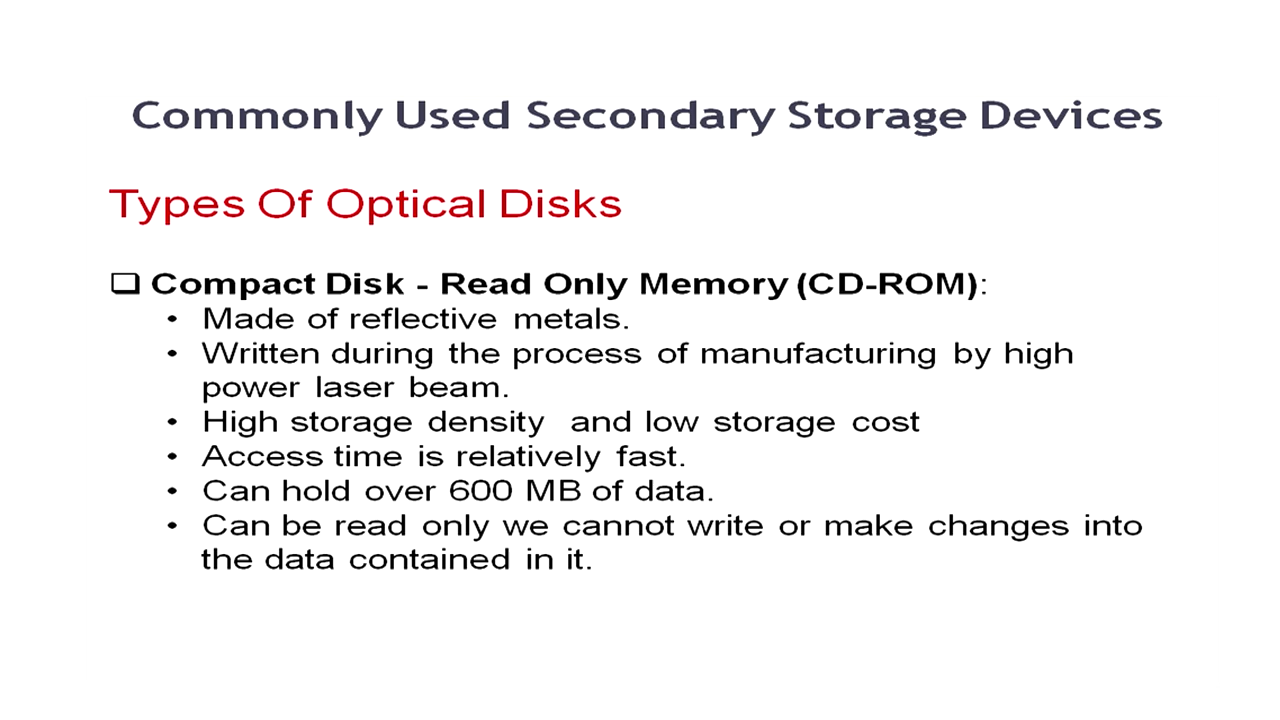 Commonly Used Secondary Storage Devices
Types Of Optical Disks
❑ Compact Disk - Read Only Memory (CD-ROM):
• Made of reflective metals.
• Written during the process of manufacturing by high
power laser beam.
• High storage density and low storage cost
• Access time is relatively fast.
• Can hold over 600 MB of data.
• Can be read only we cannot write or make changes into
the data contained in it.